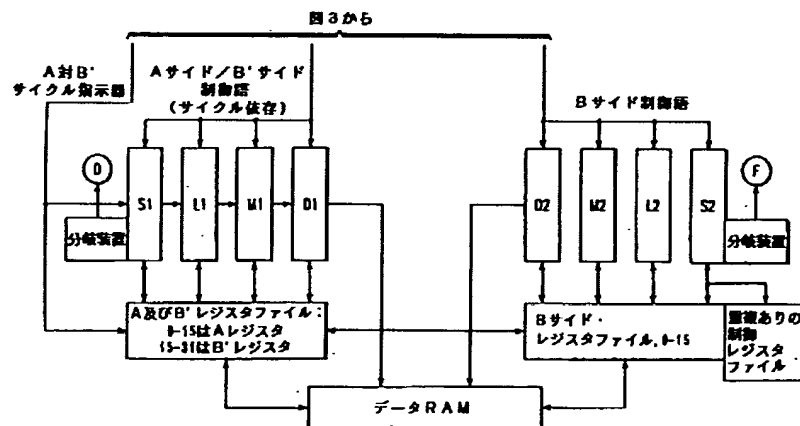 図3から
A対B'
サイクル指示器
Aサイド/B'サイド
制御語
(サイクル依存)
Bサイド制御語
D
S1
L1
M1
D1
D2
M2
L2
S2
F
分岐装置
分岐装置
A及びB'レジスタファイル:
0-15はAレジスタ
15-31はB'レジスタ
Bサイド・
レジスタファイル, 0-15
重複ありの
制御
レジスタ
ファイル
データRAM